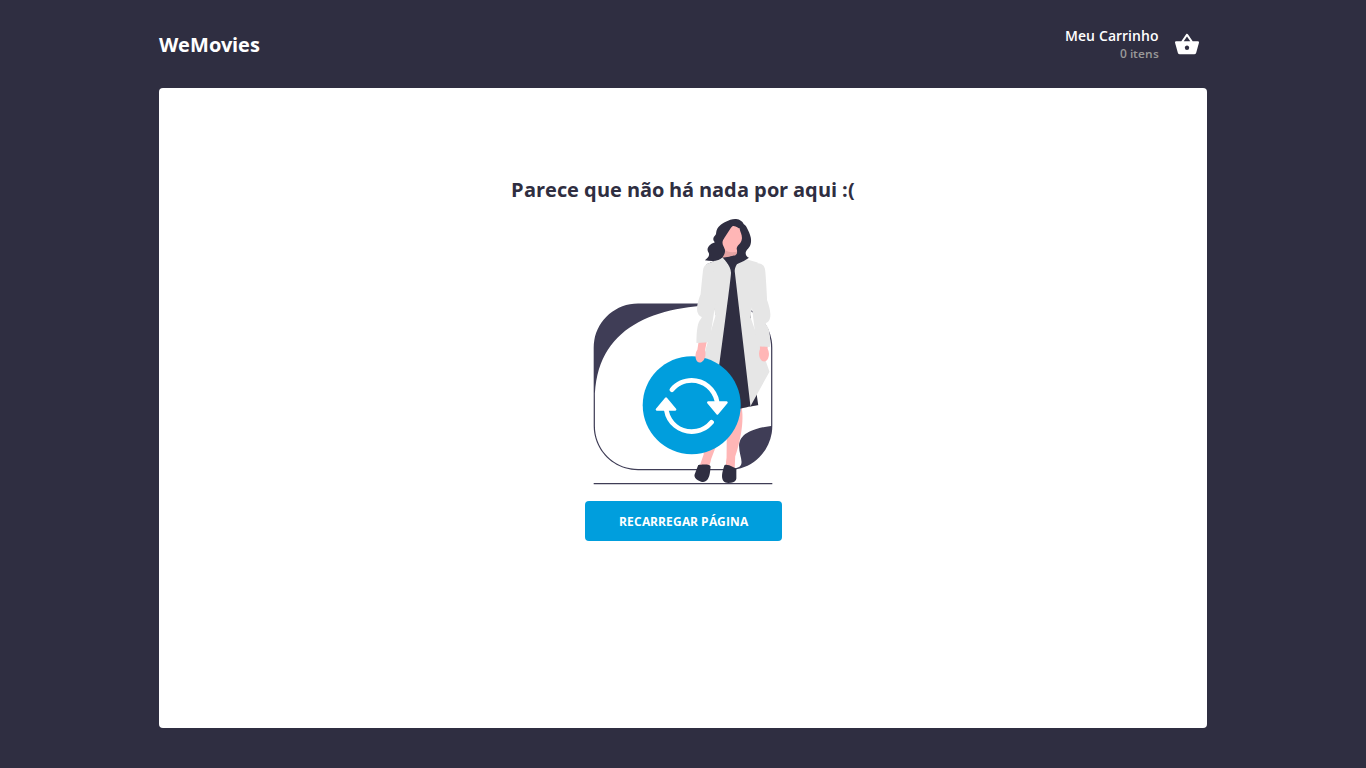 WeMovies
Meu Carrinho
0 itens
Parece que não há nada por aqui :(
RECARREGAR PÁGINA